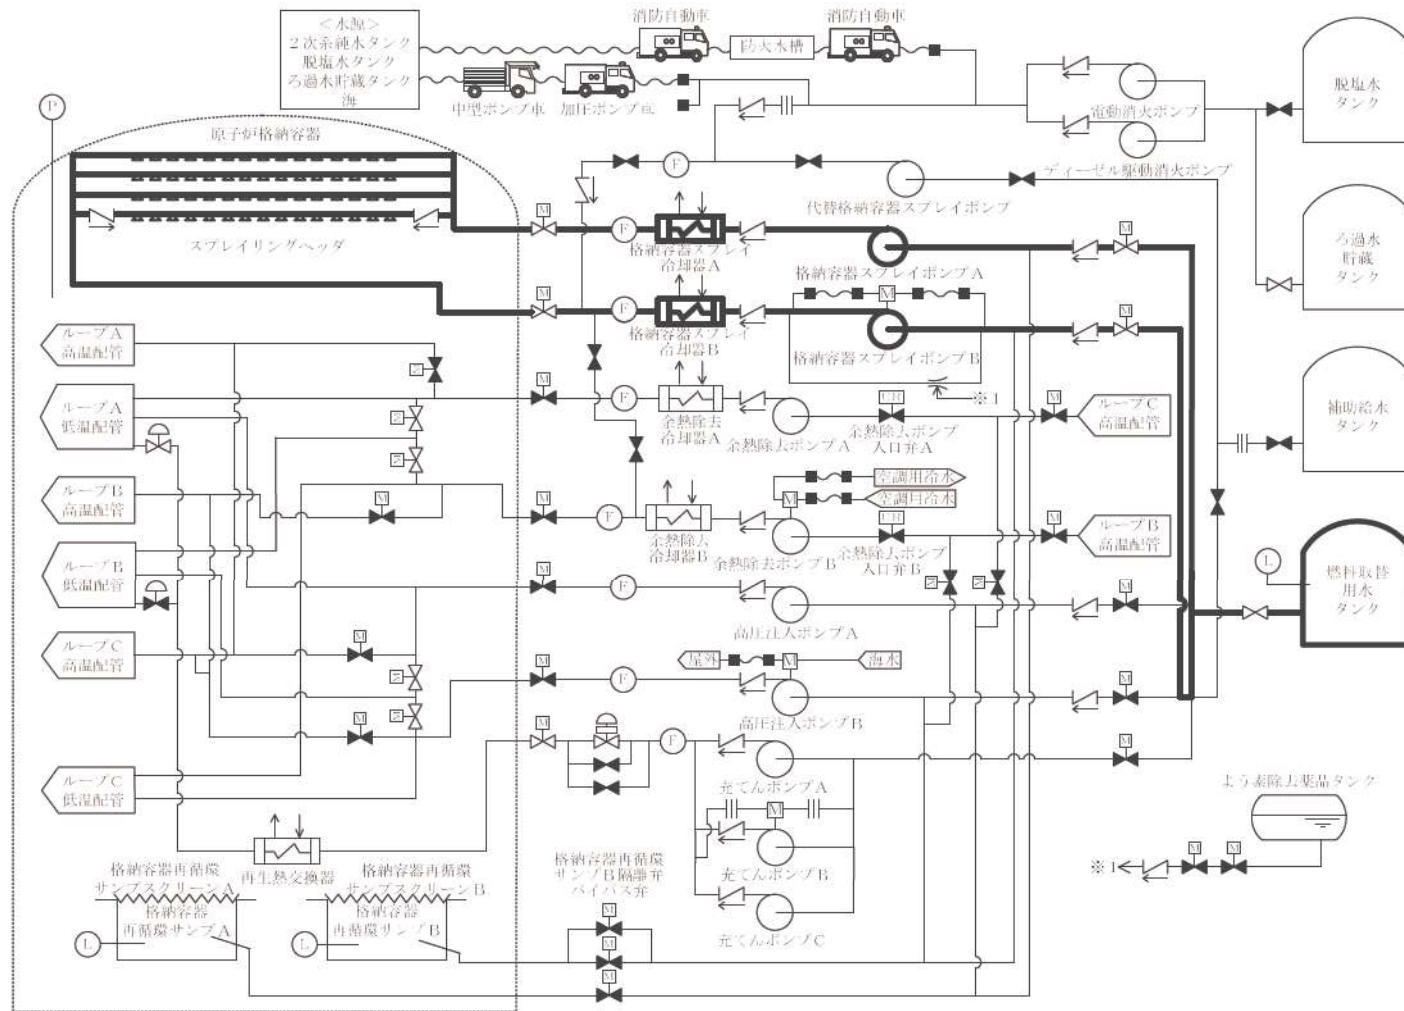 <水源>
2次系純水タンク
脱塩水タンク
ろ過水貯蔵タンク
海
消防自動車
消防自動車
防火水槽
中型ポンプ車
加圧ポンプ車
電動消火ポンプ
ディーゼル駆動消火ポンプ
脱塩水
タンク
P
原子炉格納容器
スプレイリングヘッダ
F
代替格納容器スプレイポンプ
M
F
格納容器スプレイ
冷却器A
格納容器スプレイポンプA
M
ろ過水
貯蔵
タンク
M
F
格納容器スプレイ
冷却器B
M
格納容器スプレイポンプB
M
※1
ループA
高温配管
M
ループA
低温配管
M
M
M
F
余熱除去
冷却器A
余熱除去ポンプA
余熱除去ポンプ
入口弁A
M
ループC
高温配管
補助給水
タンク
ループB
高温配管
M
M
F
余熱除去
冷却器B
M
空調用冷水
空調用冷水
余熱除去ポンプB
余熱除去ポンプ
入口弁B
M
ループB
高温配管
ループB
低温配管
M
F
高圧注入ポンプA
M
M
M
L
燃料取替
用水
タンク
ループC
高温配管
M
M
M
M
M
F
屋外
M
海水
高圧注入ポンプB
M
ループC
低温配管
M
F
充てんポンプA
M
充てんポンプB
充てんポンプC
M
よう素除去薬品タンク
※1
M
M
再生熱交換器
格納容器再循環
サンプスクリーンA
格納容器
再循環サンプA
L
格納容器再循環
サンプスクリーンB
格納容器
再循環サンプB
L
格納容器再循環
サンプB隔離弁
バイパス弁
M
M
M